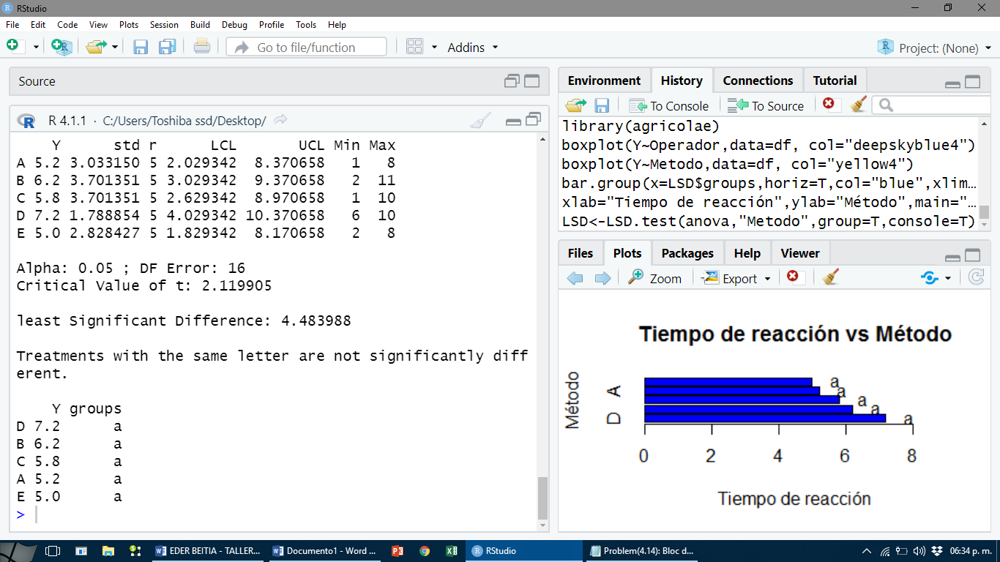 RStudio
File Edit Code View Plots Session Build Debug Profile Tools Help
Go to file/function Addins Project: (None)
Source
R 4.1.1 · C:/Users/Toshiba ssd/Desktop/
Y std r LCL UCL Min Max
A 5.2 3.033150 5 2.029342 8.370658 1 8
B 6.2 3.701351 5 3.029342 9.370658 2 11
C 5.8 3.701351 5 2.629342 8.970658 1 10
D 7.2 1.788854 5 4.029342 10.370658 6 10
E 5.0 2.828427 5 1.829342 8.170658 2 8
Alpha: 0.05 ; DF Error: 16
Critical Value of t: 2.119905
least Significant Difference: 4.483988
Treatments with the same letter are not significantly diff
erent.
Y groups
D 7.2 a
B 6.2 a
C 5.8 a
A 5.2 a
E 5.0 a
>
Environment History Connections Tutorial
To Console To Source
library(agricolae)
boxplot(Y~Operador,data=df, col="deepskyblue4")
boxplot(Y~Metodo,data=df, col="yellow4")
bar.group(x=LSD$groups,horiz=T,col="blue",xlim…
xlab="Tiempo de reacción",ylab="Método",main="…
LSD<-LSD.test(anova,"Metodo",group=T,console=T)
Files Plots Packages Help Viewer
Zoom Export
Tiempo de reacción vs Método
Método
A
D
a
a
a
a
a
0 2 4 6 8
Tiempo de reacción
EDER BEITIA - TALLER... Documento1 - Word ... RStudio Problem(4.14): Bloc d... 06:34 p. m.